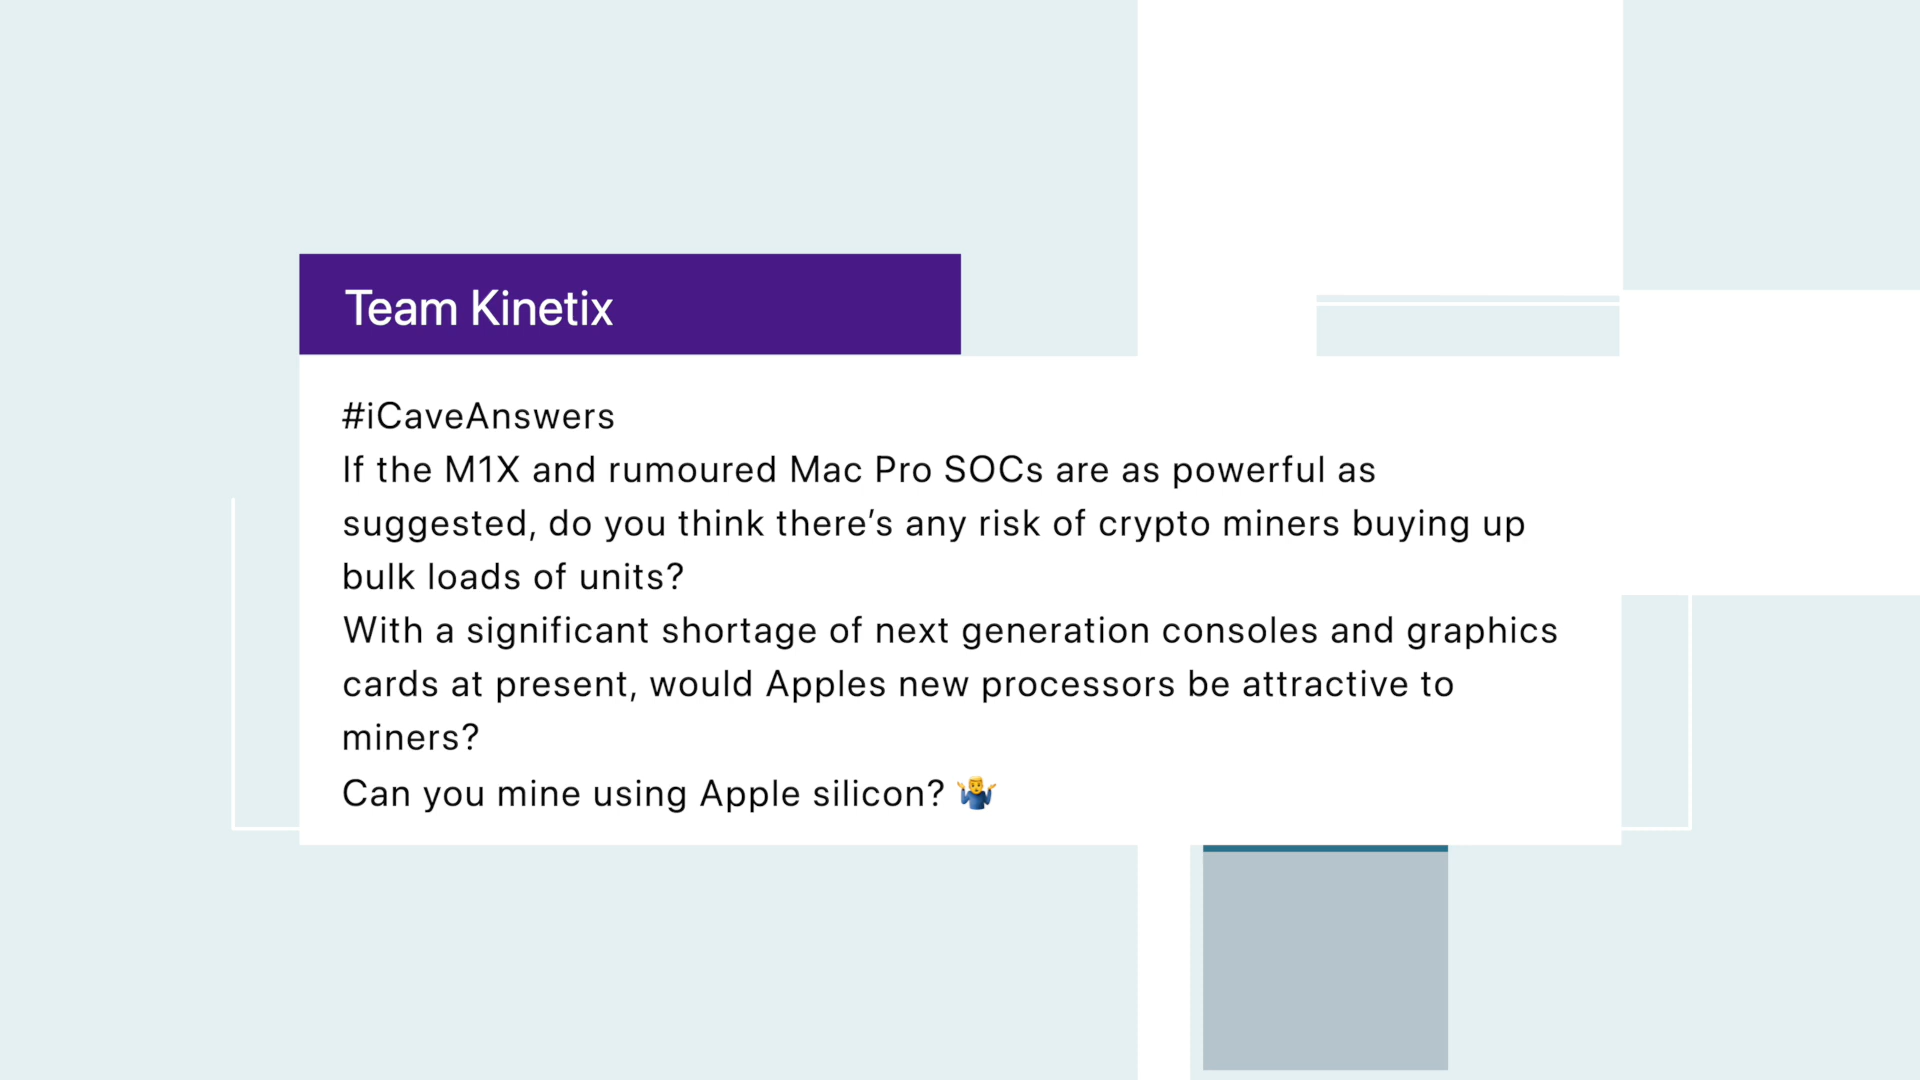 Team Kinetix
#iCaveAnswers
If the M1X and rumoured Mac Pro SOCs are as powerful as
suggested, do you think there’s any risk of crypto miners buying up
bulk loads of units?
With a significant shortage of next generation consoles and graphics
cards at present, would Apples new processors be attractive to
miners?
Can you mine using Apple silicon? 🤷‍♂️